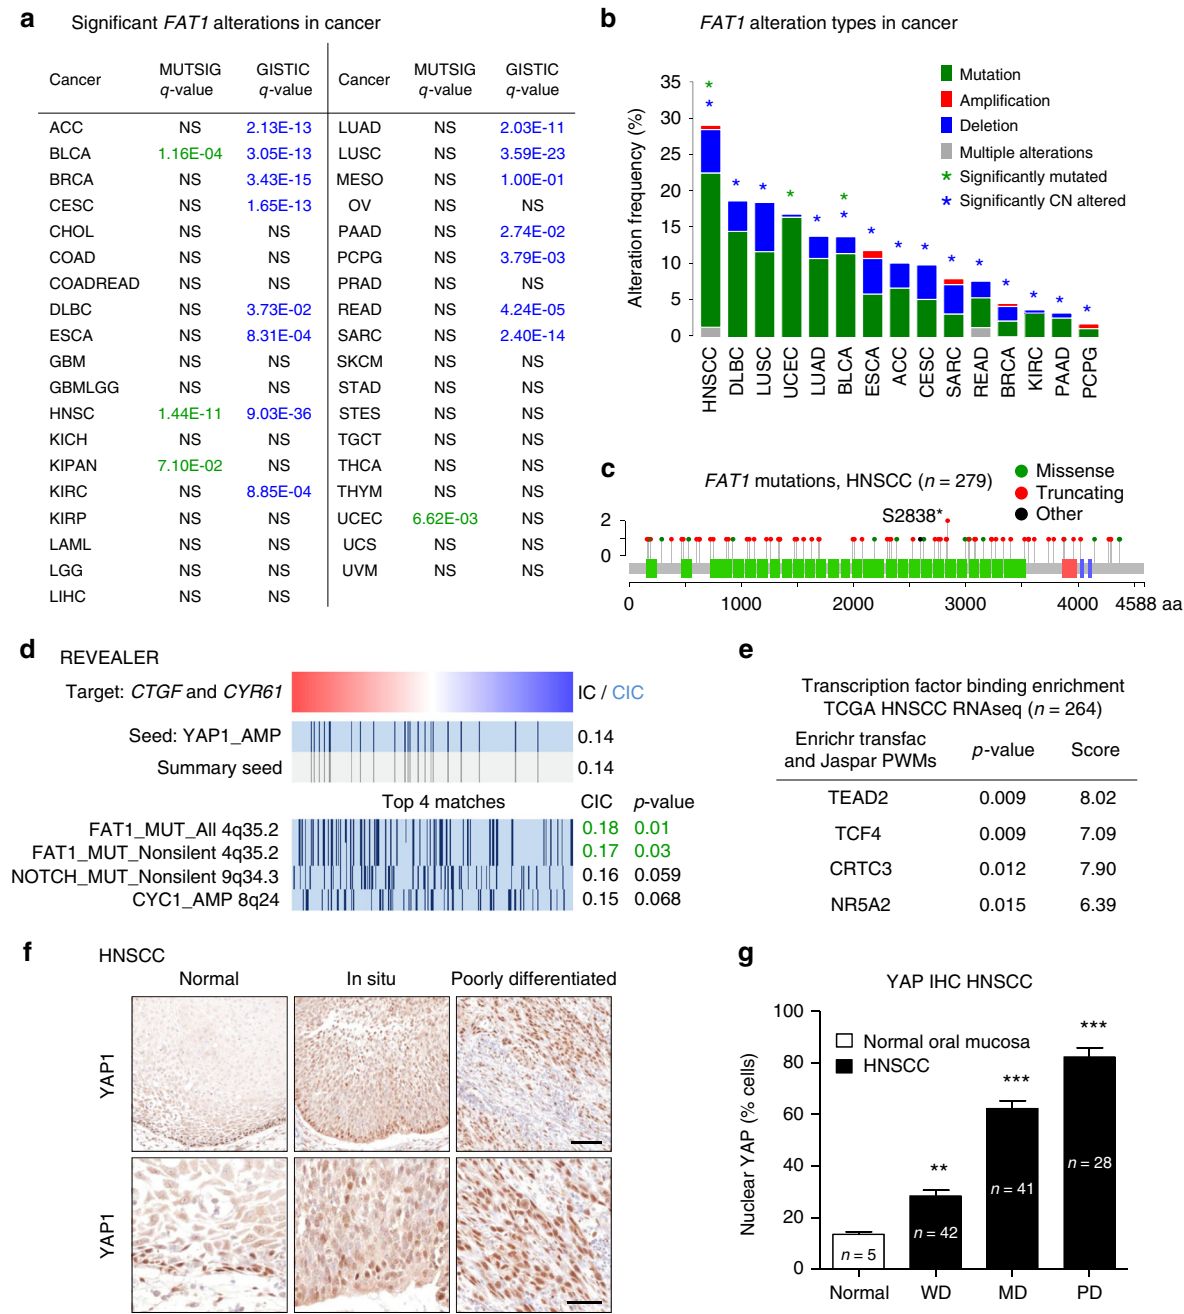 a
Significant FAT1 alterations in cancer
Cancer MUTSIG q-value GISTIC q-value Cancer MUTSIG q-value GISTIC q-value
ACC NS 2.13E-13 LUAD NS 2.03E-11
BLCA 1.16E-04 3.05E-13 LUSC NS 3.59E-23
BRCA NS 3.43E-15 MESO NS 1.00E-01
CESC NS 1.65E-13 OV NS NS
CHOL NS NS PAAD NS 2.74E-02
COAD NS NS PCPG NS 3.79E-03
COADREAD NS NS PRAD NS NS
DLBC NS 3.73E-02 READ NS 4.24E-05
ESCA NS 8.31E-04 SARC NS 2.40E-14
GBM NS NS SKCM NS NS
GBMLGG NS NS STAD NS NS
HNSC 1.44E-11 9.03E-36 STES NS NS
KICH NS NS TGCT NS NS
KIPAN 7.10E-02 NS THCA NS NS
KIRC NS 8.85E-04 THYM NS NS
KIRP NS NS UCEC 6.62E-03 NS
LAML NS NS UCS NS NS
LGG NS NS UVM NS NS
LIHC NS NS
b
FAT1 alteration types in cancer
Alteration frequency (%)
35
30
25
20
15
10
5
0
* * * * * * * * * * * * * * * * *
Mutation
Amplification
Deletion
Multiple alterations
* Significantly mutated
* Significantly CN altered
HNSCC DLBC LUSC UCEC LUAD BLCA ESCA ACC CESC SARC READ BRCA KIRC PAAD PCPG
c
FAT1 mutations, HNSCC (n = 279)
Missense
Truncating
Other
S2838*
2
0
0 1000 2000 3000 4000 4588 aa
d
REVEALER
Target: CTGF and CYR61 IC / CIC
Seed: YAP1_AMP 0.14
Summary seed 0.14
Top 4 matches CIC p-value
FAT1_MUT_All 4q35.2 0.18 0.01
FAT1_MUT_Nonsilent 4q35.2 0.17 0.03
NOTCH_MUT_Nonsilent 9q34.3 0.16 0.059
CYC1_AMP 8q24 0.15 0.068
e
Transcription factor binding enrichment
TCGA HNSCC RNAseq (n = 264)
Enrichr transfac and Jaspar PWMs p-value Score
TEAD2 0.009 8.02
TCF4 0.009 7.09
CRTC3 0.012 7.90
NR5A2 0.015 6.39
f
HNSCC
Normal In situ Poorly differentiated
YAP1
YAP1
g
YAP IHC HNSCC
Nuclear YAP (% cells)
100
80
60
40
20
0
Normal oral mucosa
HNSCC
** *** ***
n = 5 n = 42 n = 41 n = 28
Normal WD MD PD